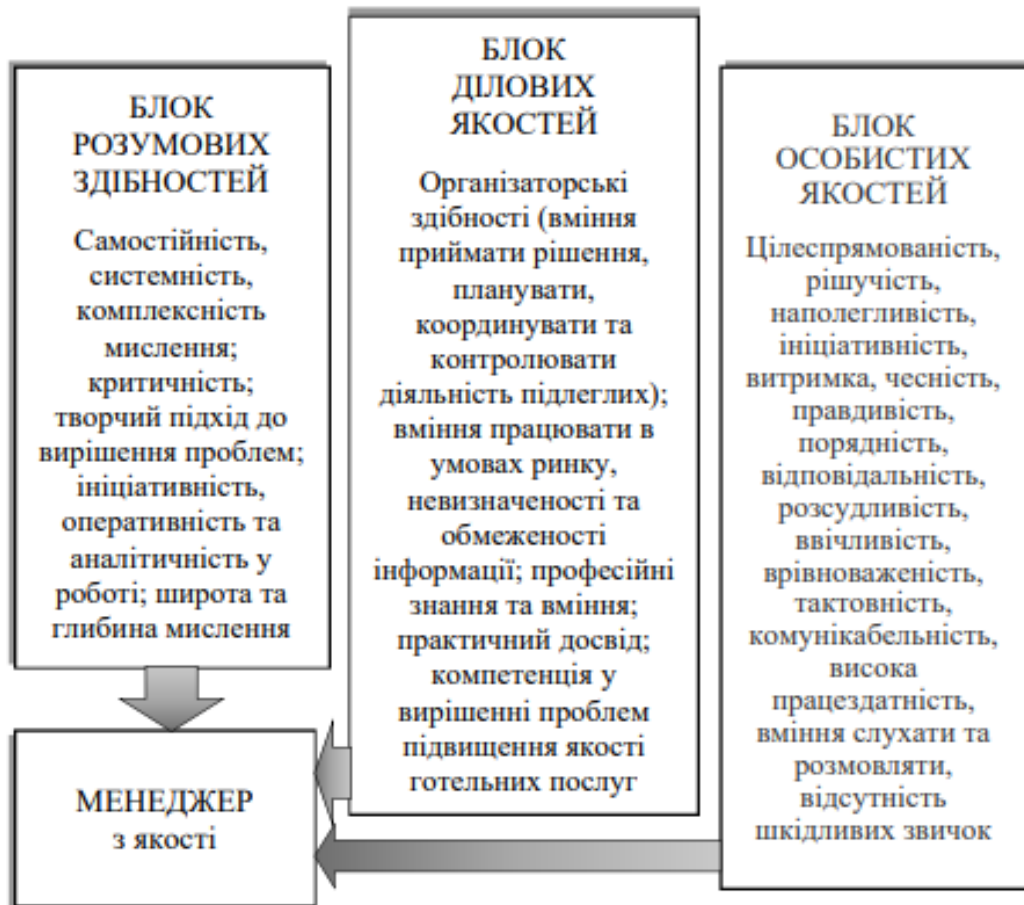 БЛОК
РОЗУМОВИХ
ЗДІБНОСТЕЙ
Самостійність,
системність,
комплексність
мислення;
критичність;
творчий підхід до
вирішення проблем;
ініціативність,
оперативність та
аналітичність у
роботі; широта та
глибина мислення
БЛОК
ДІЛОВИХ
ЯКОСТЕЙ
Організаторські
здібності (вміння
приймати рішення,
планувати,
координувати та
контролювати
діяльність підлеглих);
вміння працювати в
умовах ринку,
невизначеності та
обмеженості
інформації; професійні
знання та вміння;
практичний досвід;
компетенція у
вирішенні проблем
підвищення якості
готельних послуг
БЛОК
ОСОБИСТИХ
ЯКОСТЕЙ
Цілеспрямованість,
рішучість,
наполегливість,
ініціативність,
витримка, чесність,
правдивість,
порядність,
відповідальність,
розсудливість,
ввічливість,
врівноваженість,
тактовність,
комунікабельність,
висока
працездатність,
вміння слухати та
розмовляти,
відсутність
шкідливих звичок
МЕНЕДЖЕР
з якості